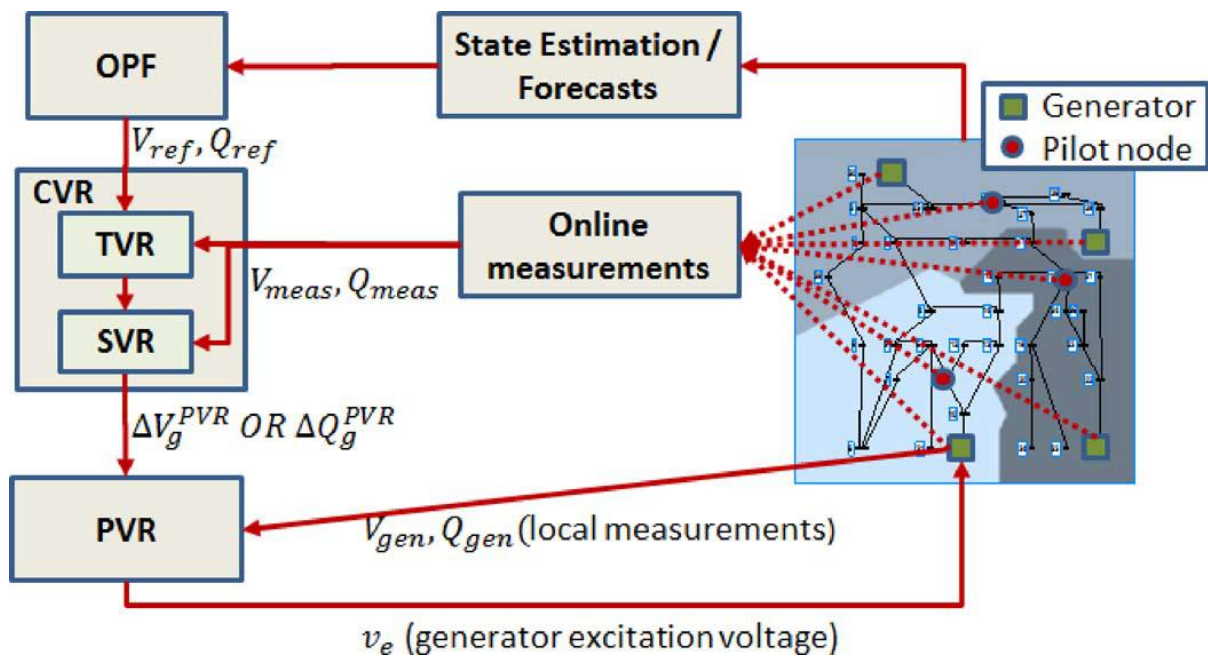 OPF
State Estimation /
Forecasts
Generator
Pilot node
V_ref, Q_ref
CVR
TVR
SVR
Online
measurements
V_meas, Q_meas
ΔV_g^PVR OR ΔQ_g^PVR
PVR
V_gen, Q_gen (local measurements)
v_e (generator excitation voltage)